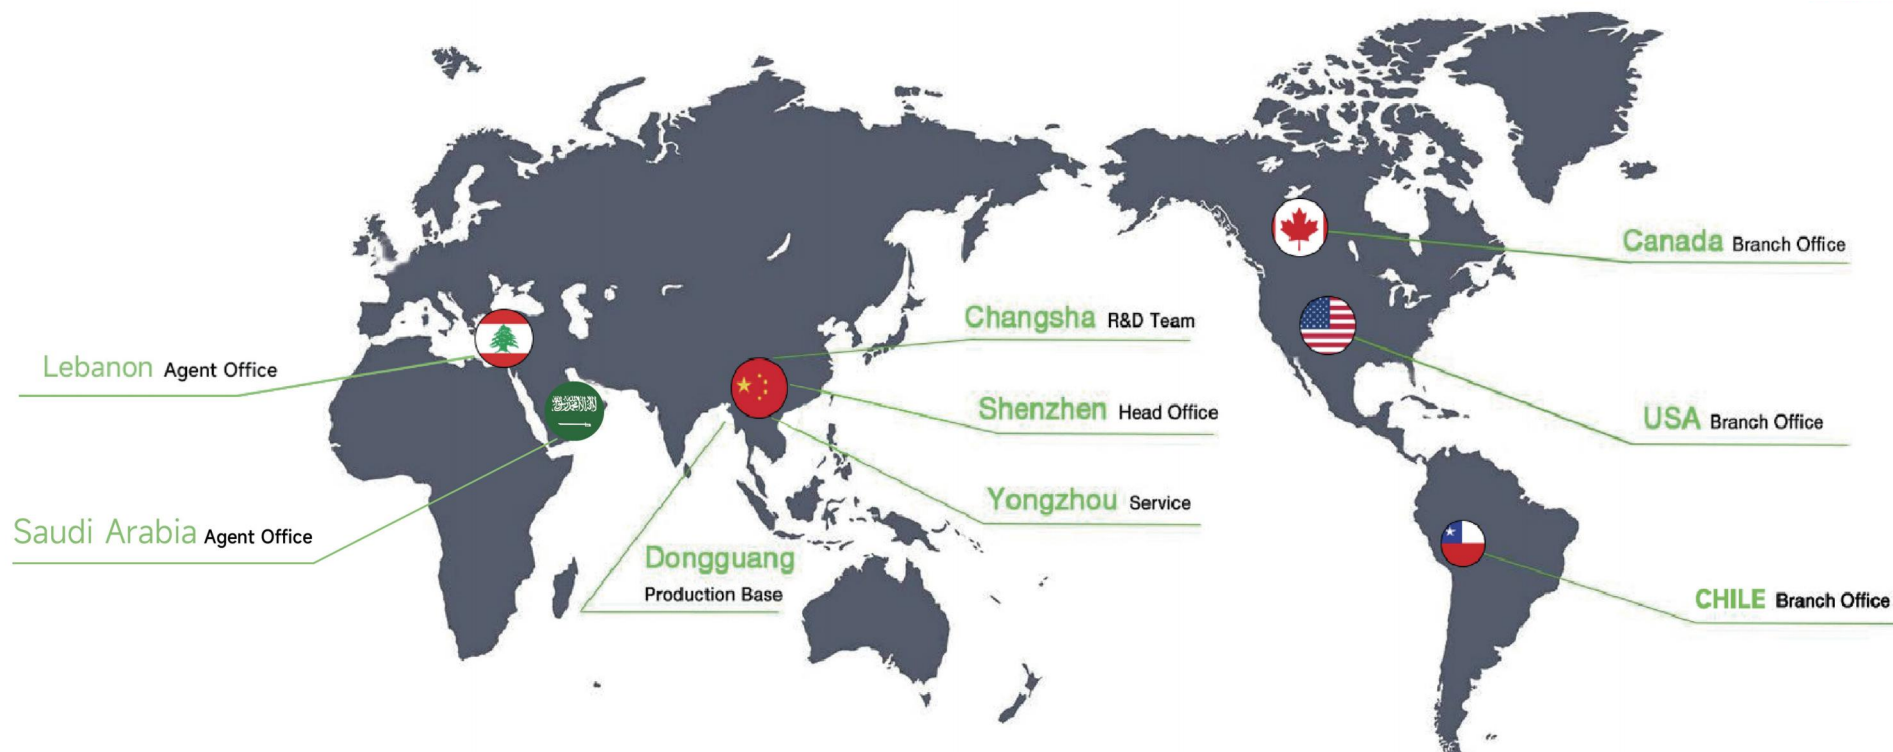 Canada Branch Office
Changsha R&D Team
Lebanon Agent Office
Shenzhen Head Office
USA Branch Office
Yongzhou Service
Saudi Arabia Agent Office
Dongguang
Production Base
CHILE Branch Office